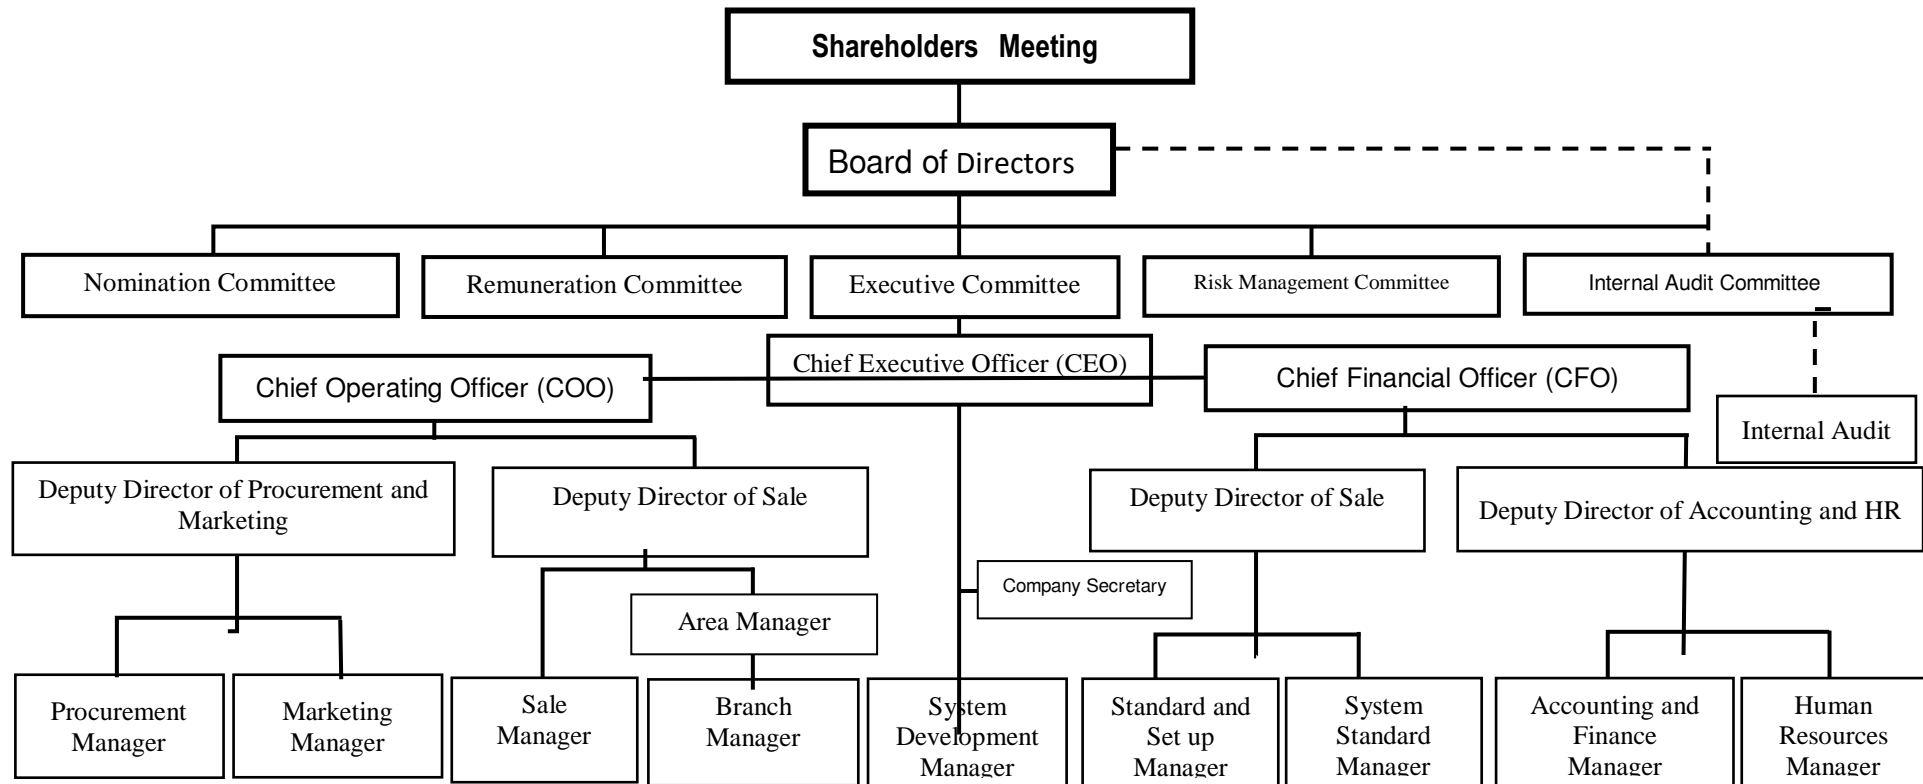 Shareholders Meeting
Board of Directors
Nomination Committee
Remuneration Committee
Executive Committee
Risk Management Committee
Internal Audit Committee
Chief Operating Officer (COO)
Chief Executive Officer (CEO)
Chief Financial Officer (CFO)
Internal Audit
Deputy Director of Procurement and
Marketing
Deputy Director of Sale
Deputy Director of Sale
Deputy Director of Accounting and HR
Company Secretary
Area Manager
Procurement
Manager
Marketing
Manager
Sale
Manager
Branch
Manager
System
Development
Manager
Standard and
Set up
Manager
System
Standard
Manager
Accounting and
Finance
Manager
Human
Resources
Manager